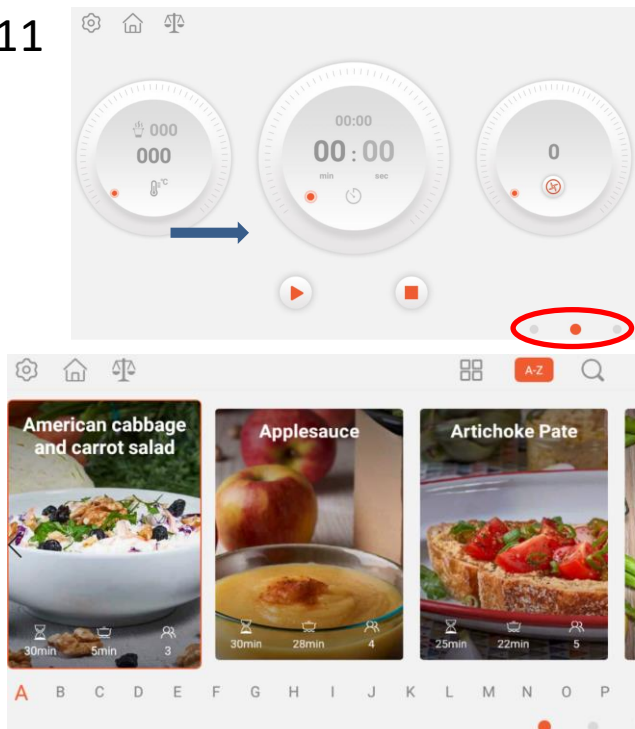 11
000
000
°C
00:00
00 : 00
min sec
0
A-Z
American cabbage
and carrot salad
Applesauce
Artichoke Pate
30min 5min 3
30min 28min 4
25min 22min 5
A B C D E F G H I J K L M N O P